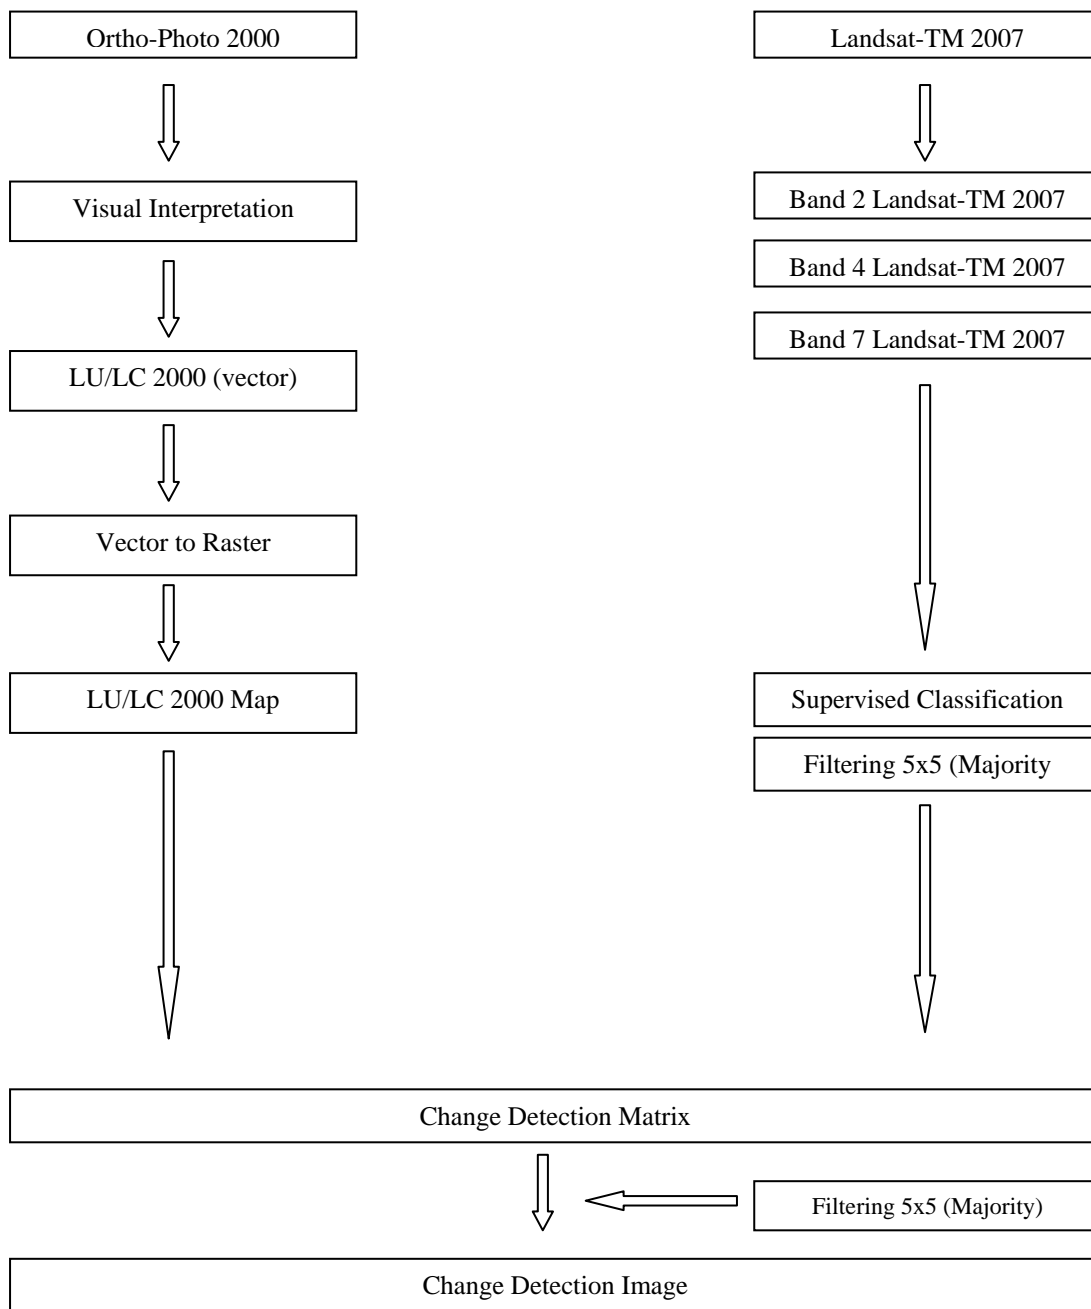 Ortho-Photo 2000
Visual Interpretation
LU/LC 2000 (vector)
Vector to Raster
LU/LC 2000 Map
Landsat-TM 2007
Band 2 Landsat-TM 2007
Band 4 Landsat-TM 2007
Band 7 Landsat-TM 2007
Supervised Classification
Filtering 5x5 (Majority
Change Detection Matrix
Filtering 5x5 (Majority)
Change Detection Image